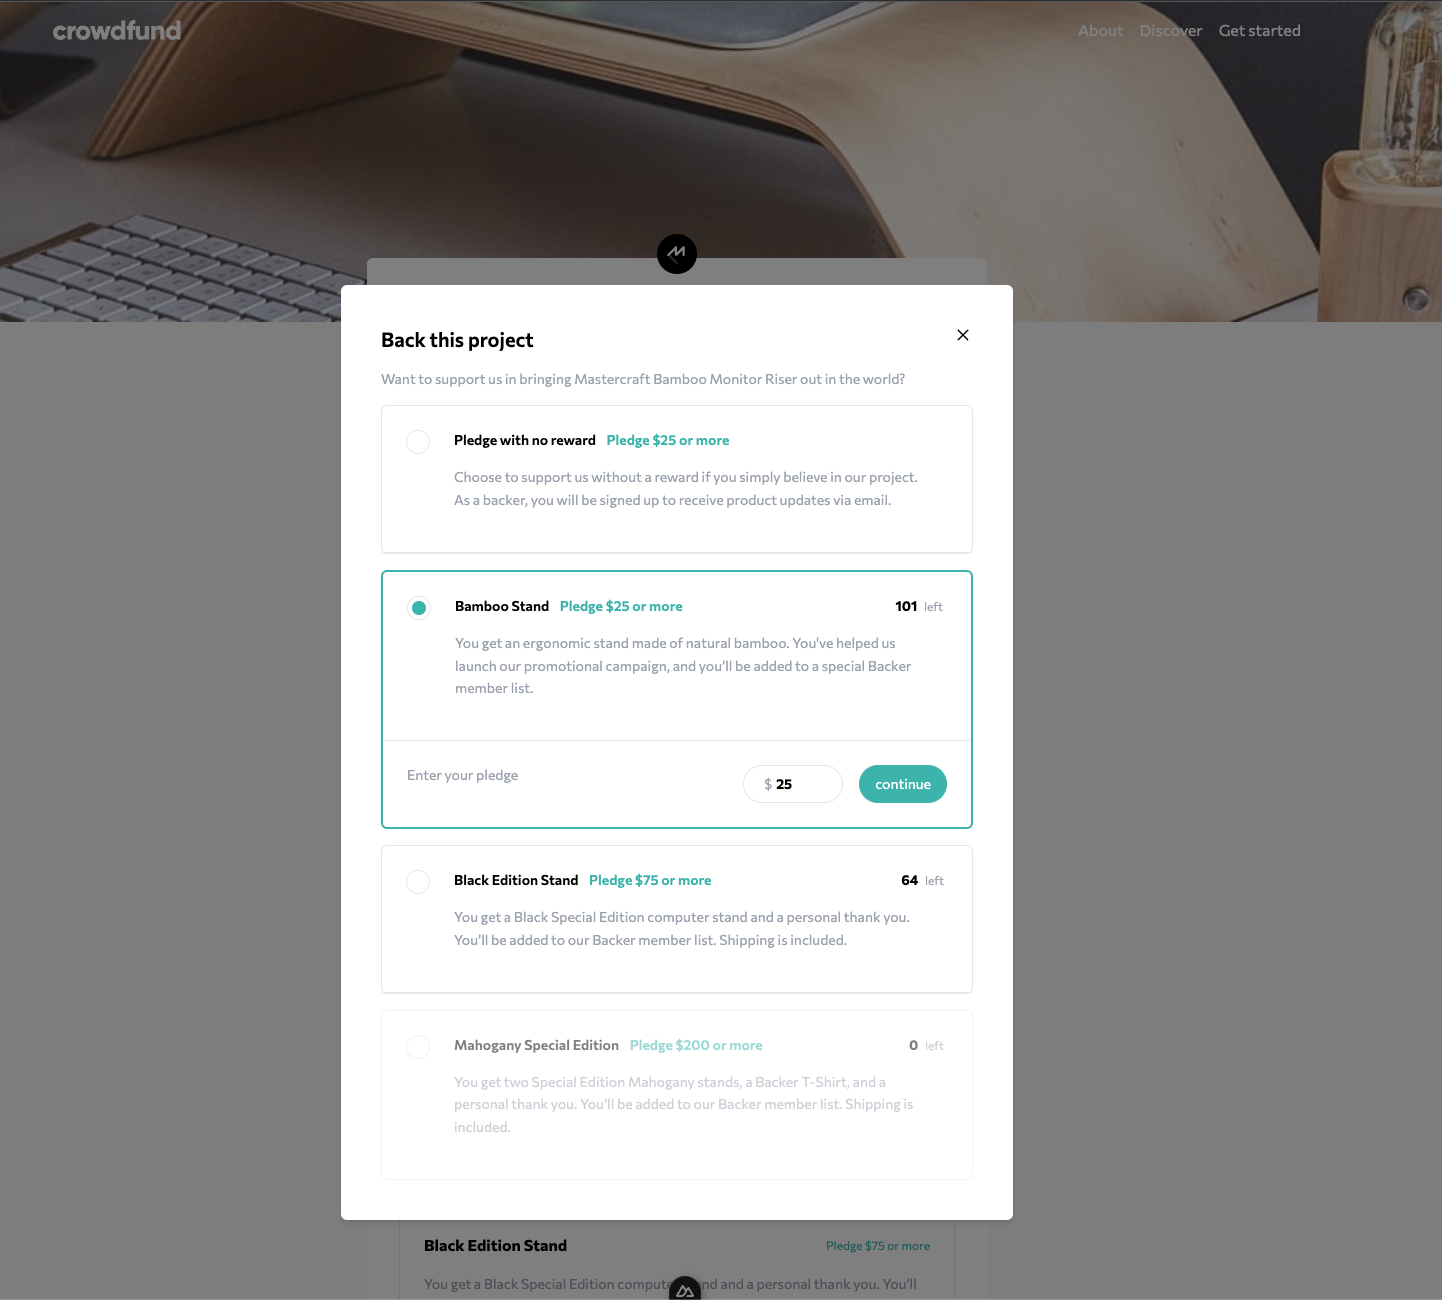 crowdfund
About Discover Get started
Back this project
Want to support us in bringing Mastercraft Bamboo Monitor Riser out in the world?
Pledge with no reward Pledge $25 or more
Choose to support us without a reward if you simply believe in our project.
As a backer, you will be signed up to receive product updates via email.
Bamboo Stand Pledge $25 or more 101 left
You get an ergonomic stand made of natural bamboo. You've helped us
launch our promotional campaign, and you’ll be added to a special Backer
member list.
Enter your pledge $ 25 continue
Black Edition Stand Pledge $75 or more 64 left
You get a Black Special Edition computer stand and a personal thank you.
You’ll be added to our Backer member list. Shipping is included.
Mahogany Special Edition Pledge $200 or more 0 left
You get two Special Edition Mahogany stands, a Backer T-Shirt, and a
personal thank you. You’ll be added to our Backer member list. Shipping is
included.
Black Edition Stand Pledge $75 or more
You get a Black Special Edition and a personal thank you. You’ll